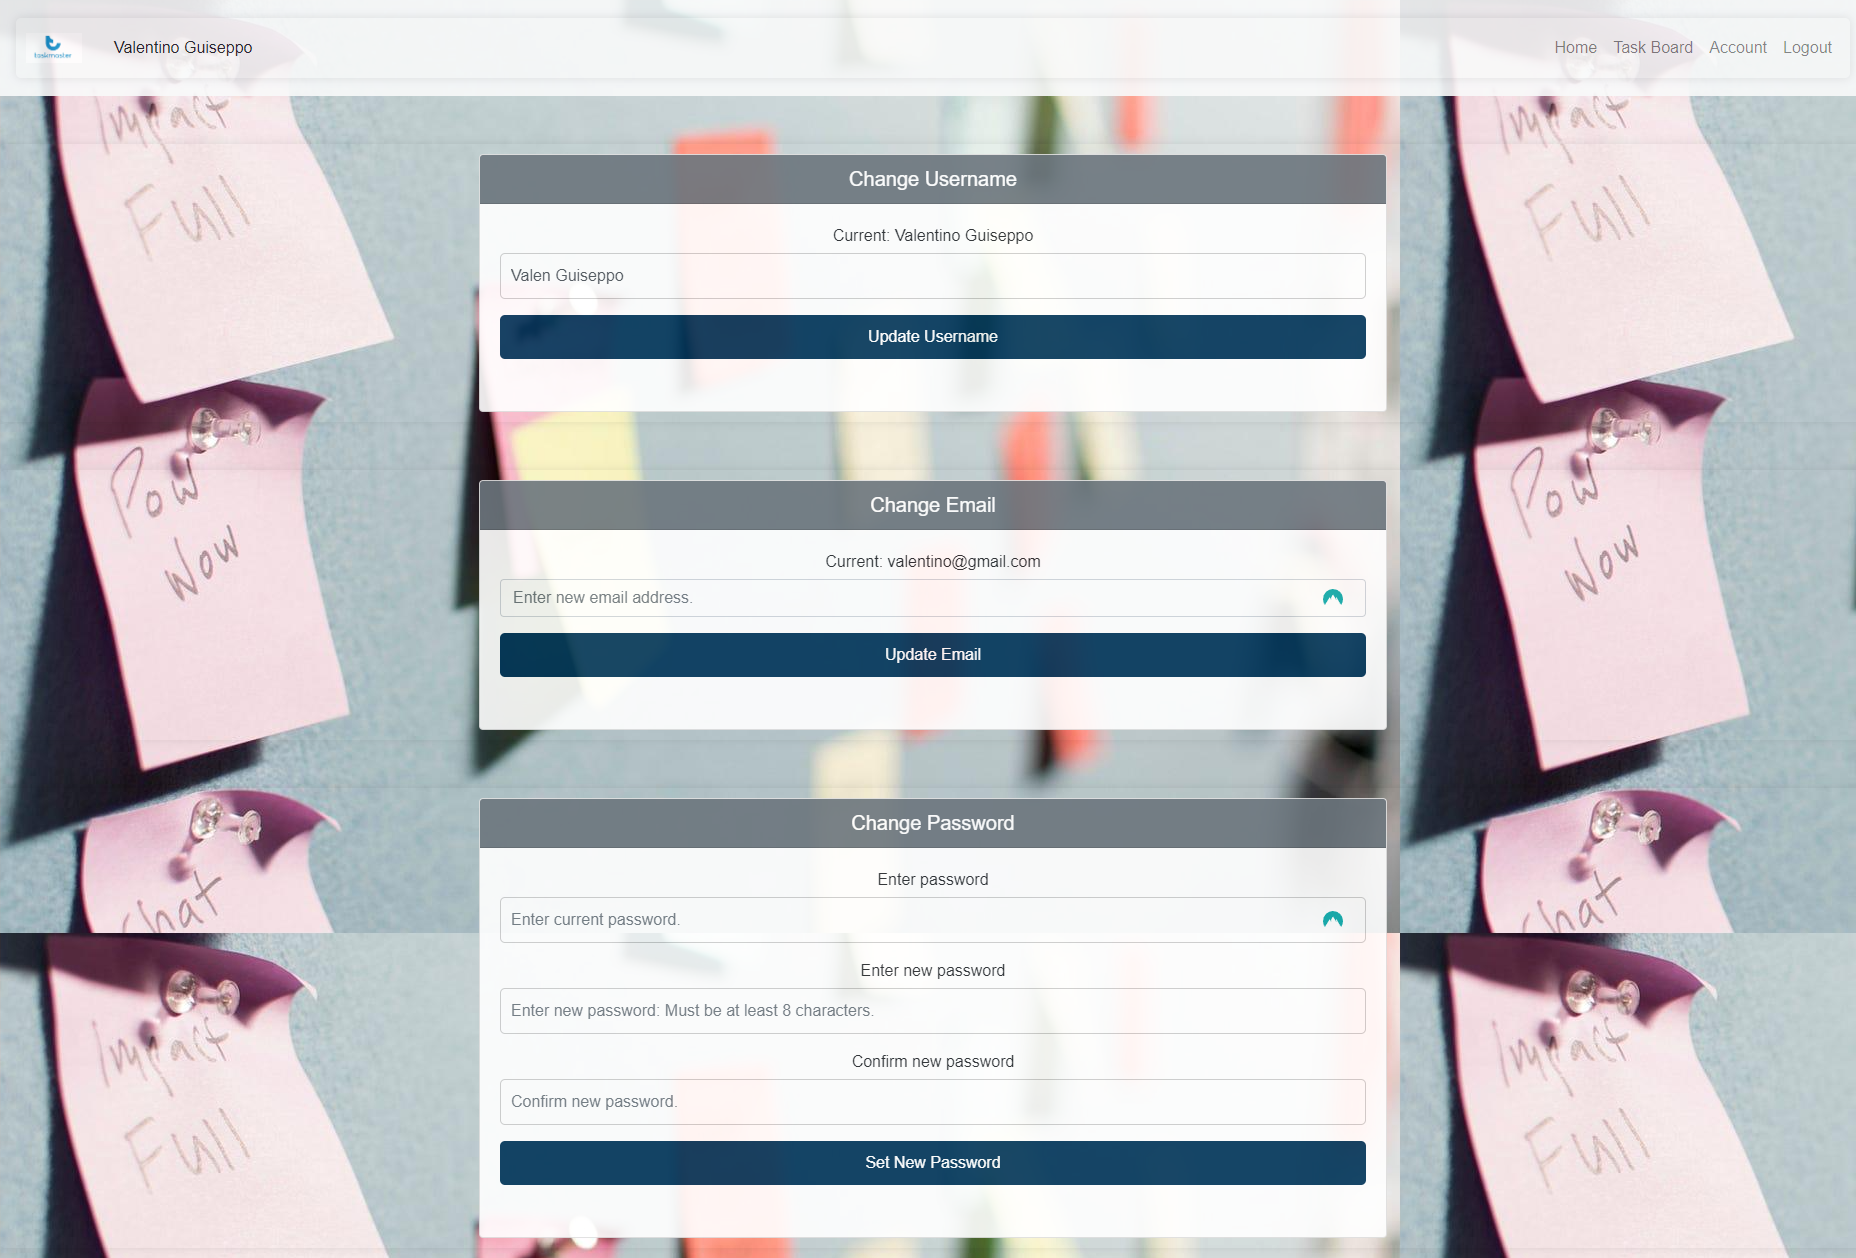 taskmaster
Valentino Guiseppo
Home Task Board Account Logout
Impact
Full
Pow
Wow
Chat
Impact
Full
Change Username
Current: Valentino Guiseppo
Valen Guiseppo
Update Username
Change Email
Current: valentino@gmail.com
Enter new email address.
Update Email
Change Password
Enter password
Enter current password.
Enter new password
Enter new password: Must be at least 8 characters.
Confirm new password
Confirm new password.
Set New Password
Impact
Full
Pow
Wow
Chat
Impact
Full